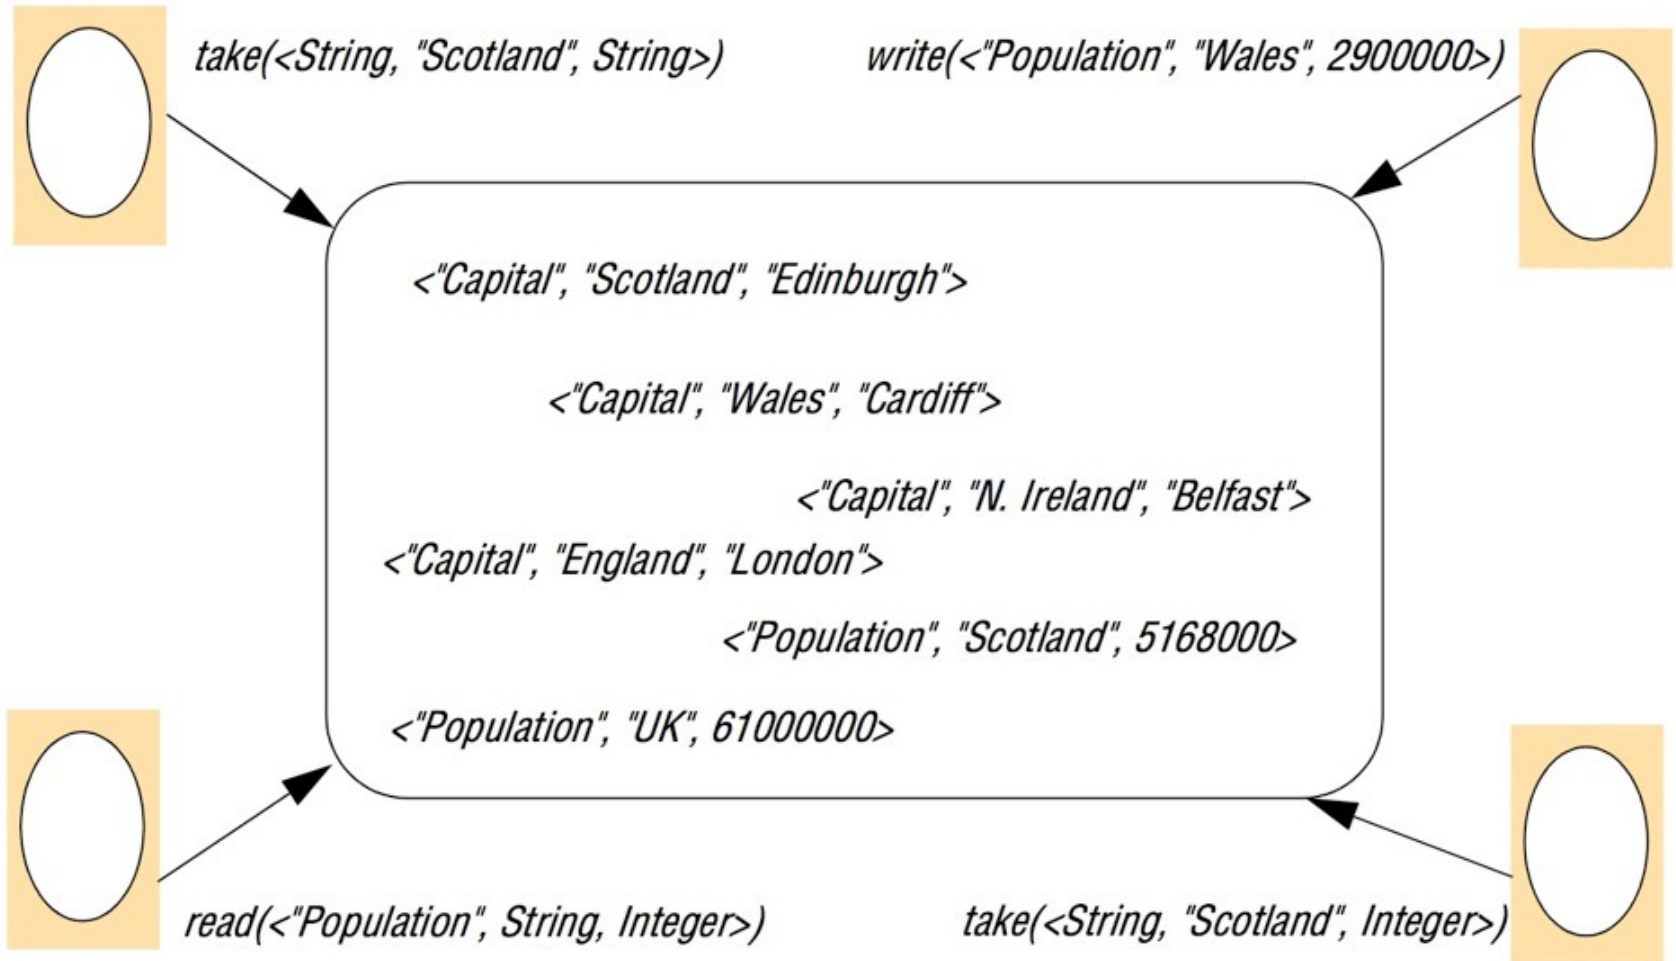 take(<String, "Scotland", String>)
write(<"Population", "Wales", 2900000>)
<"Capital", "Scotland", "Edinburgh">
<"Capital", "Wales", "Cardiff">
<"Capital", "N. Ireland", "Belfast">
<"Capital", "England", "London">
<"Population", "Scotland", 5168000>
<"Population", "UK", 61000000>
read(<"Population", String, Integer>)
take(<String, "Scotland", Integer>)